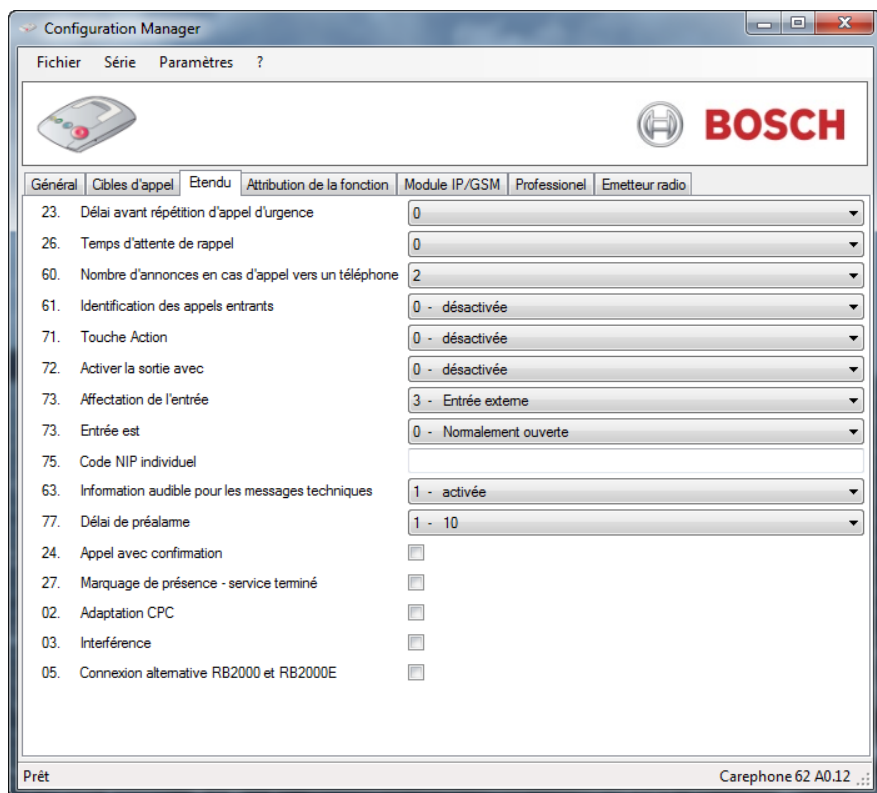 Configuration Manager
Fichier Série Paramètres ?
BOSCH
Général Cibles d'appel Etendu Attribution de la fonction Module IP/GSM Professionel Emetteur radio
23. Délai avant répétition d'appel d'urgence 0
26. Temps d'attente de rappel 0
60. Nombre d'annonces en cas d'appel vers un téléphone 2
61. Identification des appels entrants 0 - désactivée
71. Touche Action 0 - désactivée
72. Activer la sortie avec 0 - désactivée
73. Affectation de l'entrée 3 - Entrée externe
73. Entrée est 0 - Normalement ouverte
75. Code NIP individuel
63. Information audible pour les messages techniques 1 - activée
77. Délai de préalarme 1 - 10
24. Appel avec confirmation
27. Marquage de présence - service terminé
02. Adaptation CPC
03. Interférence
05. Connexion alternative RB2000 et RB2000E
Prêt Carephone 62 A0.12